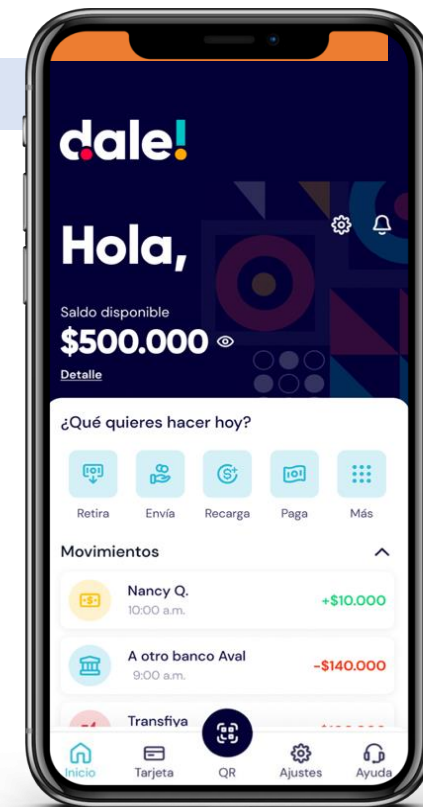 dale!
Hola,
Saldo disponible
$500.000
Detalle
¿Qué quieres hacer hoy?
Retira Envía Recarga Paga Más
Movimientos
Nancy Q.
10:00 a.m.
+$10.000
A otro banco Aval
9:00 a.m.
-$140.000
Transfiya
Inicio Tarjeta QR Ajustes Ayuda